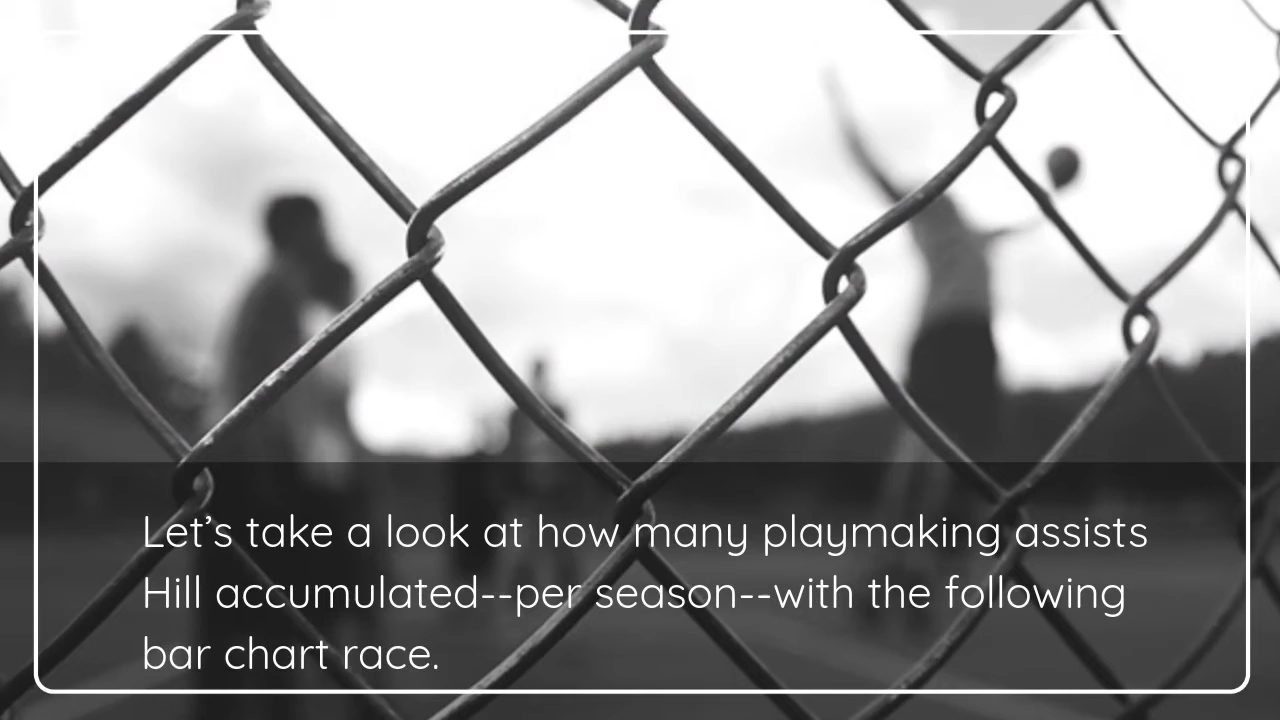 Let’s take a look at how many playmaking assists
Hill accumulated--per season--with the following
bar chart race.